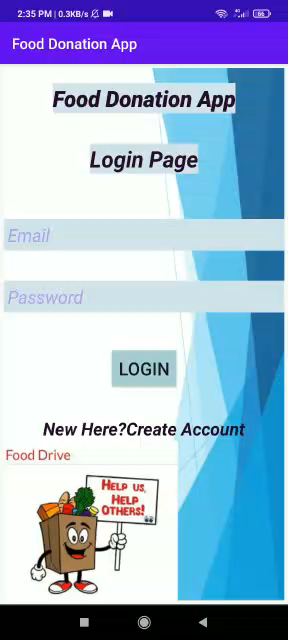 2:35 PM | 0.3KB/s
Food Donation App
Food Donation App
Login Page
Email
Password
LOGIN
New Here?Create Account
Food Drive
HELP US,
HELP
OTHERS!